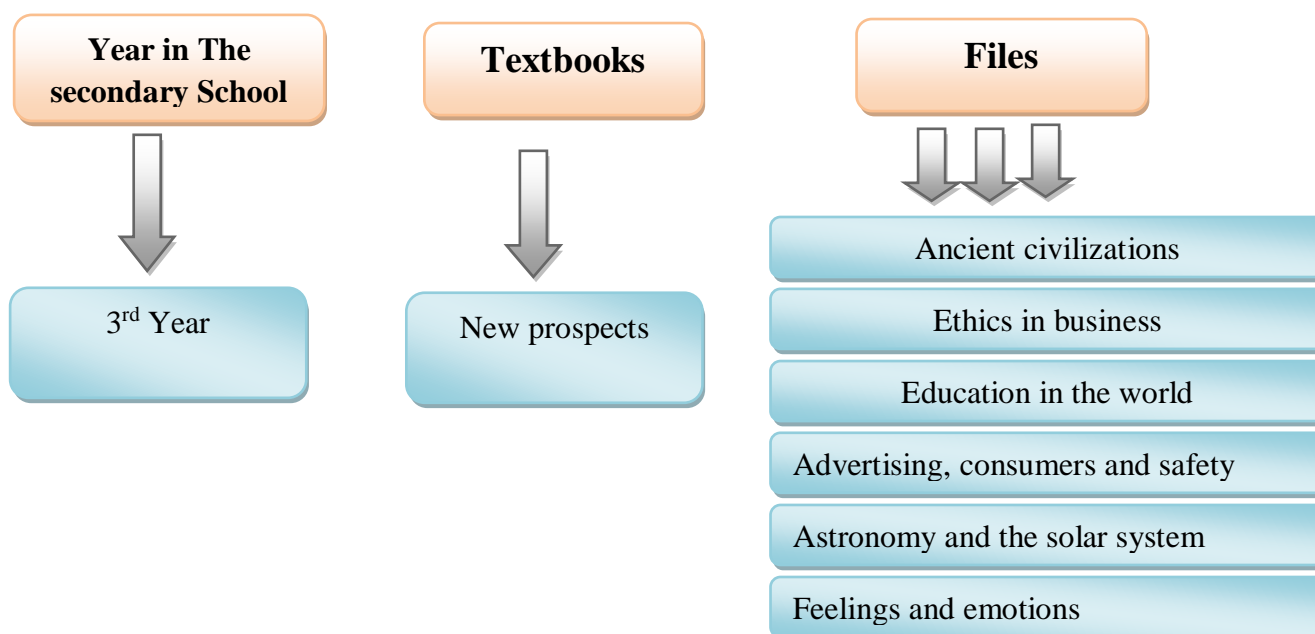 Year in The
secondary School
Textbooks
Files
3rd Year
New prospects
Ancient civilizations
Ethics in business
Education in the world
Advertising, consumers and safety
Astronomy and the solar system
Feelings and emotions